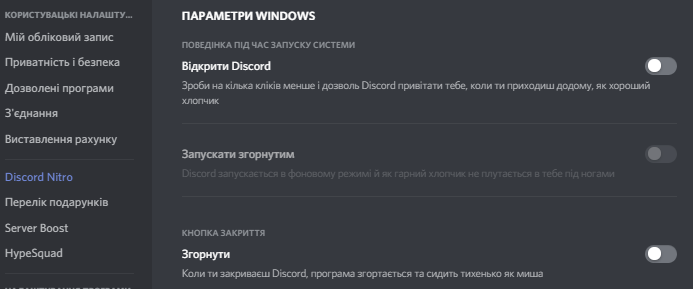 КОРИСТУВАЦЬКІ НАЛАШТУ...
Мій обліковий запис
Приватність і безпека
Дозволені програми
З'єднання
Виставлення рахунку
Discord Nitro
Перелік подарунків
Server Boost
HypeSquad
ПАРАМЕТРИ WINDOWS
ПОВЕДІНКА ПІД ЧАС ЗАПУСКУ СИСТЕМИ
Відкрити Discord
Зроби на кілька кліків менше і дозволь Discord привітати тебе, коли ти приходиш додому, як хороший
хлопчик
Запускати згорнутим
Discord запускається в фоновому режимі й як гарний хлопчик не плутається в тебе під ногами
КНОПКА ЗАКРИТТЯ
Згорнути
Коли ти закриваєш Discord, програма згортається та сидить тихенько як миша